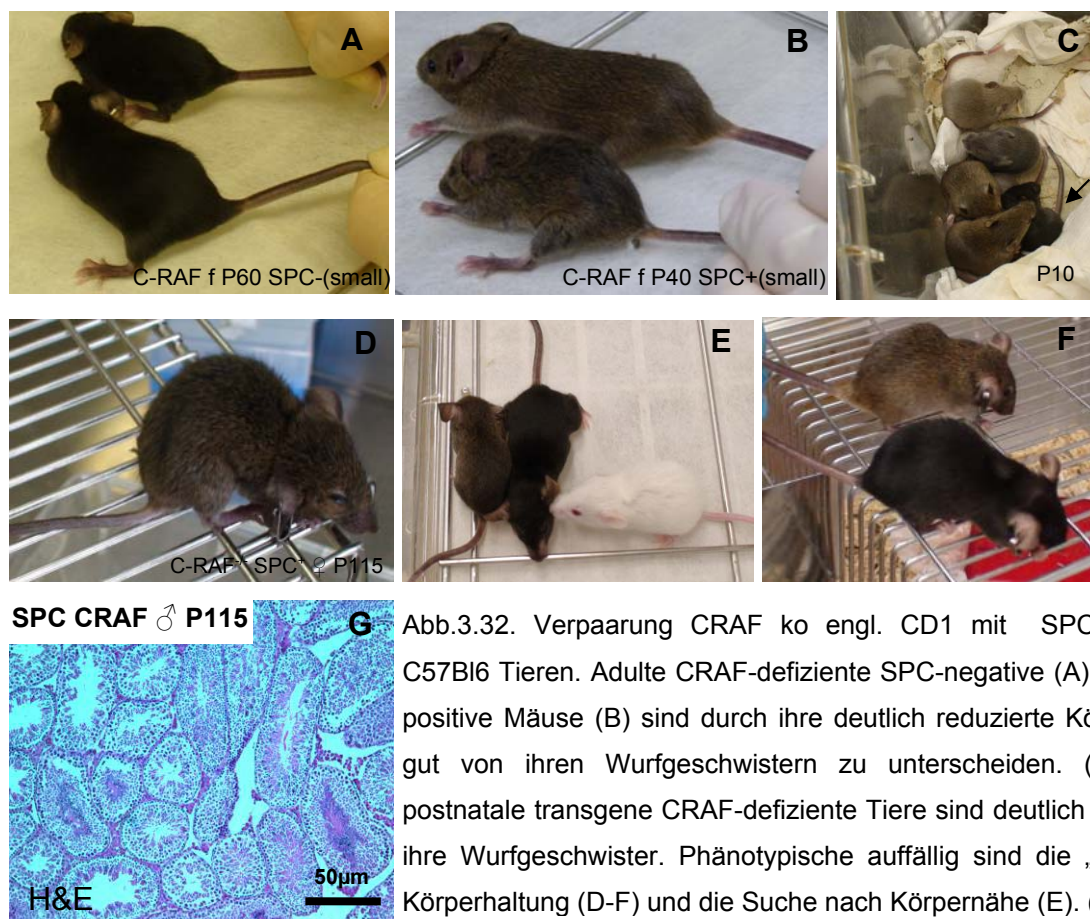 A
C-RAF f P60 SPC-(small)
B
C-RAF f P40 SPC+(small)
C
P10
D
C-RAF-/- SPC+ ♀ P115
E
F
SPC CRAF ♂ P115
G
H&E
50µm
Abb.3.32. Verpaarung CRAF ko engl. CD1 mit SPC
C57Bl6 Tieren. Adulte CRAF-defiziente SPC-negative (A)
positive Mäuse (B) sind durch ihre deutlich reduzierte Kö
gut von ihren Wurfgeschwistern zu unterscheiden. (
postnatale transgene CRAF-defiziente Tiere sind deutlich
ihre Wurfgeschwister. Phänotypische auffällig sind die „
Körperhaltung (D-F) und die Suche nach Körpernähe (E).